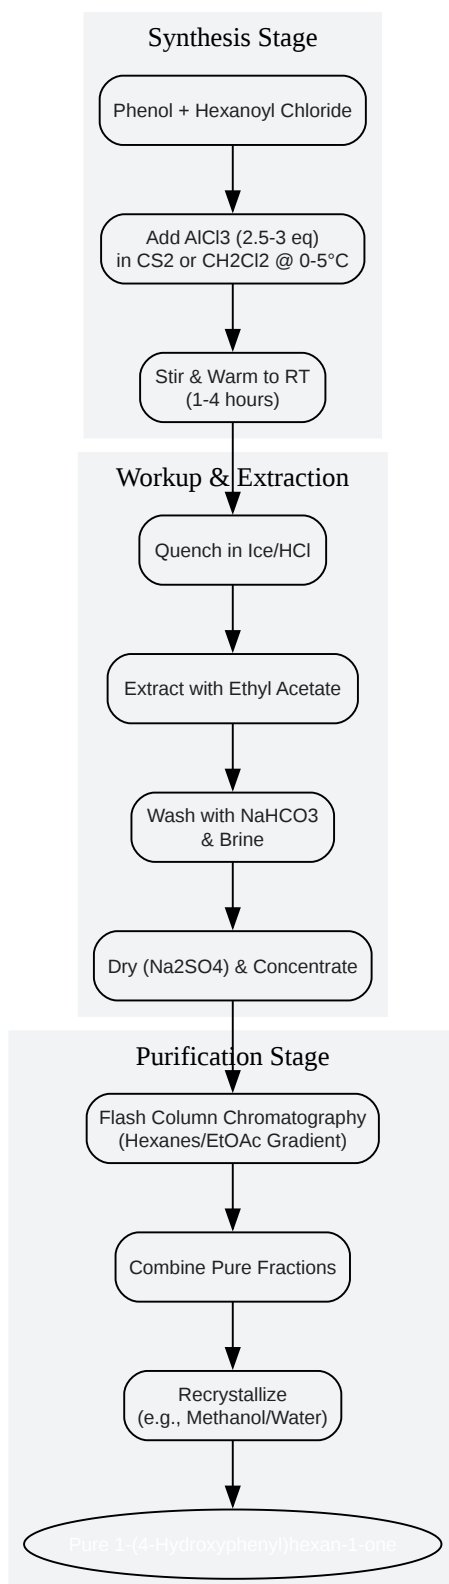 Synthesis Stage
Phenol + Hexanoyl Chloride
Add AlCl3 (2.5-3 eq)
in CS2 or CH2Cl2 @ 0-5°C
Stir & Warm to RT
(1-4 hours)
Workup & Extraction
Quench in Ice/HCl
Extract with Ethyl Acetate
Wash with NaHCO3
& Brine
Dry (Na2SO4) & Concentrate
Purification Stage
Flash Column Chromatography
(Hexanes/EtOAc Gradient)
Combine Pure Fractions
Recrystallize
(e.g., Methanol/Water)
Pure 1-(4-Hydroxyphenyl)hexan-1-one